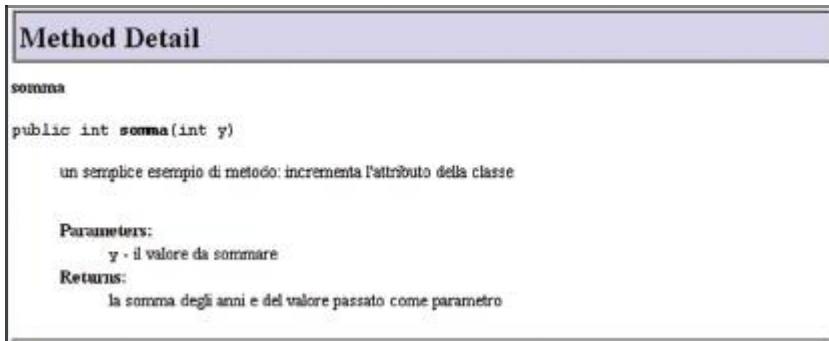 Method Detail
somma
public int somma(int y)
un semplice esempio di metodo: incrementa l'attributo della classe
Parameters:
y - il valore da sommare
Returns:
la somma degli anni e del valore passato come parametro